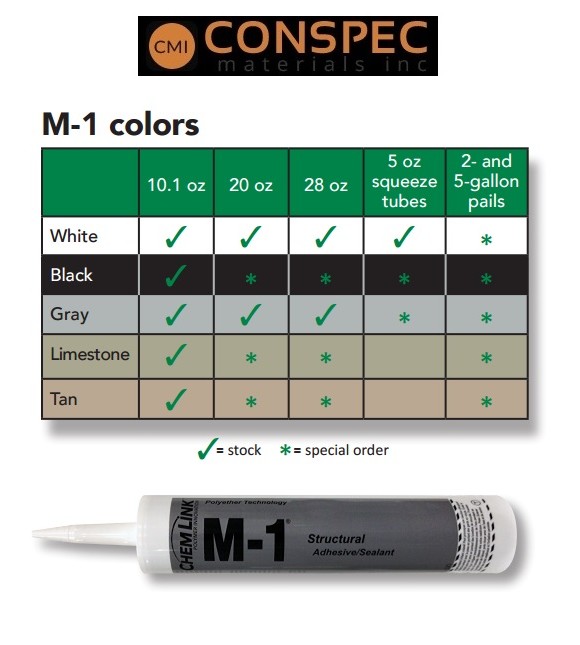 CMI CONSPEC
materials inc
M-1 colors
10.1 oz 20 oz 28 oz 5 oz squeeze tubes 2- and 5-gallon pails
White ✓ ✓ ✓ ✓ *
Black ✓ * * * *
Gray ✓ ✓ ✓ * *
Limestone ✓ * * *
Tan ✓ * * *
✓= stock *= special order
Polyether Technology
CHEM LINK
M-1®
Structural
Adhesive/Sealant